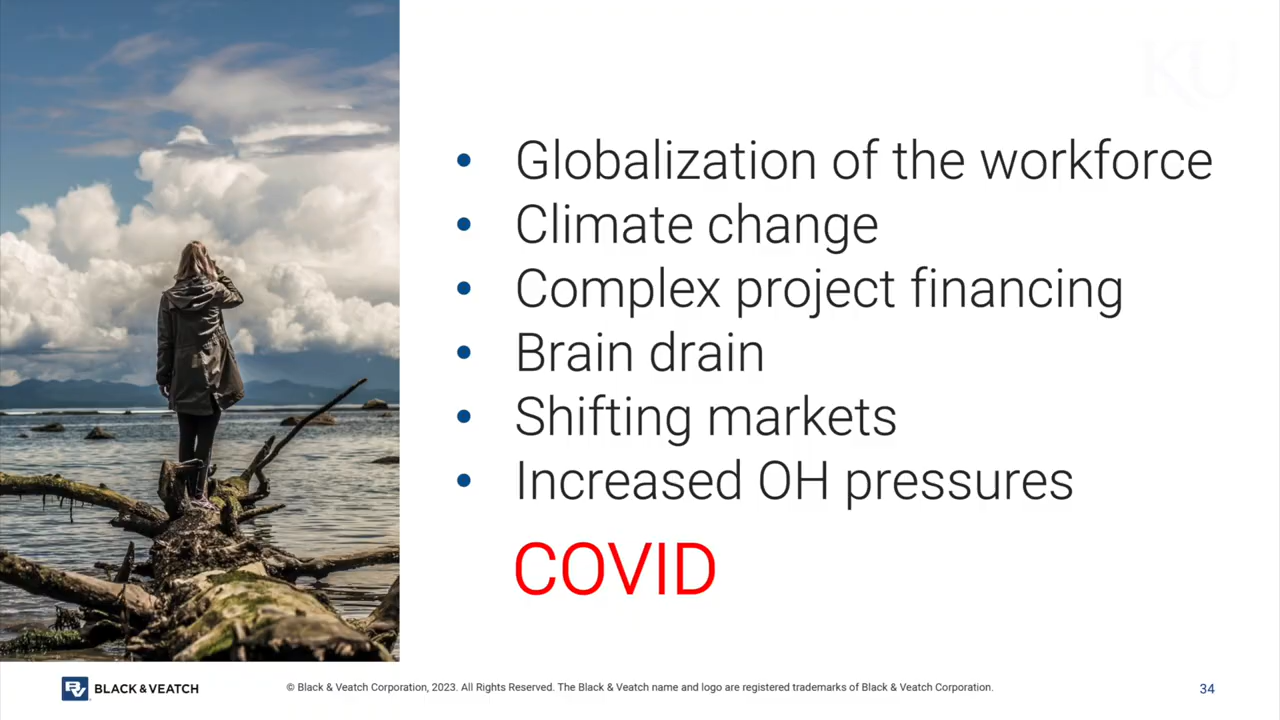 KU
• Globalization of the workforce
• Climate change
• Complex project financing
• Brain drain
• Shifting markets
• Increased OH pressures
COVID
BV BLACK & VEATCH
© Black & Veatch Corporation, 2023. All Rights Reserved. The Black & Veatch name and logo are registered trademarks of Black & Veatch Corporation.
34